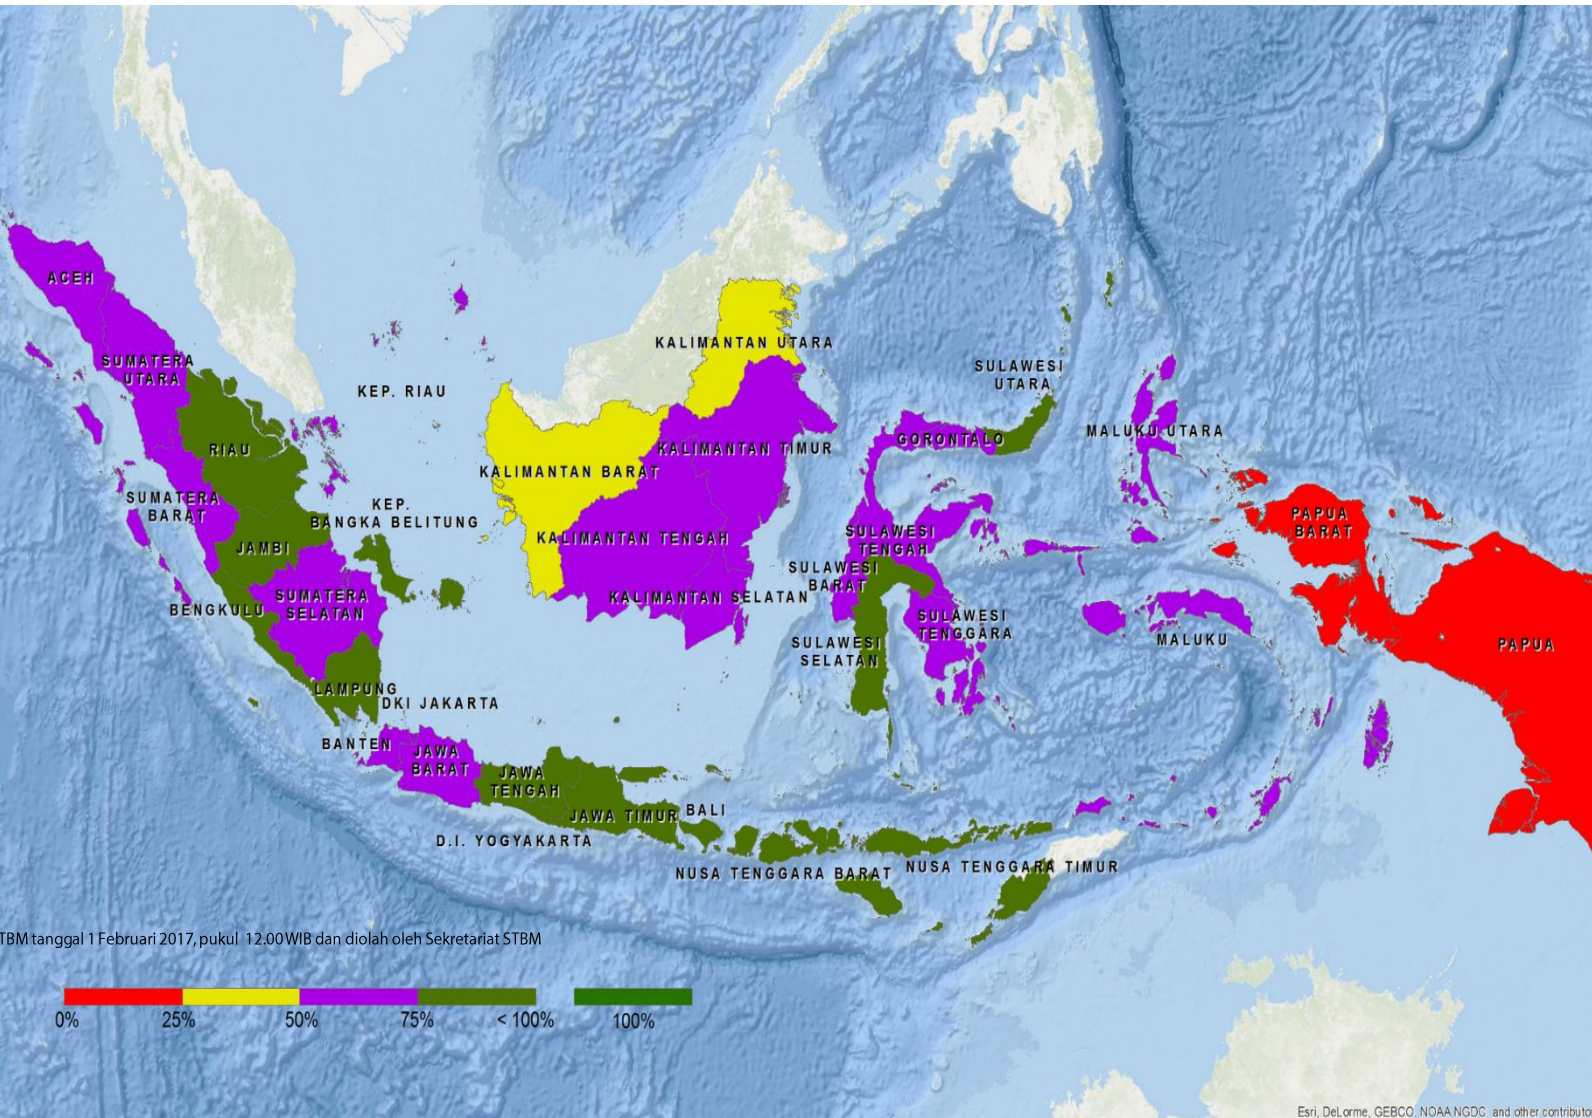 ACEH
SUMATERA
UTARA
KALIMANTAN UTARA
SULAWESI
UTARA
KEP. RIAU
MALUKU UTARA
GORONTALO
RIAU
KALIMANTAN TIMUR
KALIMANTAN BARAT
SUMATERA
BARAT
KEP.
BANGKA BELITUNG
PAPUA
BARAT
KALIMANTAN TENGAH
SULAWESI
TENGAH
JAMBI
SULAWESI
BARAT
BENGKULU
SUMATERA
SELATAN
KALIMANTAN SELATAN
SULAWESI
TENGGARA
MALUKU
PAPUA
SULAWESI
SELATAN
LAMPUNG
DKI JAKARTA
BANTEN
JAWA
BARAT
JAWA
TENGAH
JAWA TIMUR
BALI
D.I. YOGYAKARTA
NUSA TENGGARA BARAT
NUSA TENGGARA TIMUR
TBM tanggal 1 Februari 2017, pukul 12.00 WIB dan diolah oleh Sekretariat STBM
0% 25% 50% 75% < 100% 100%
Esri, DeLorme, GEBCO, NOAA NGDC, and other contributo